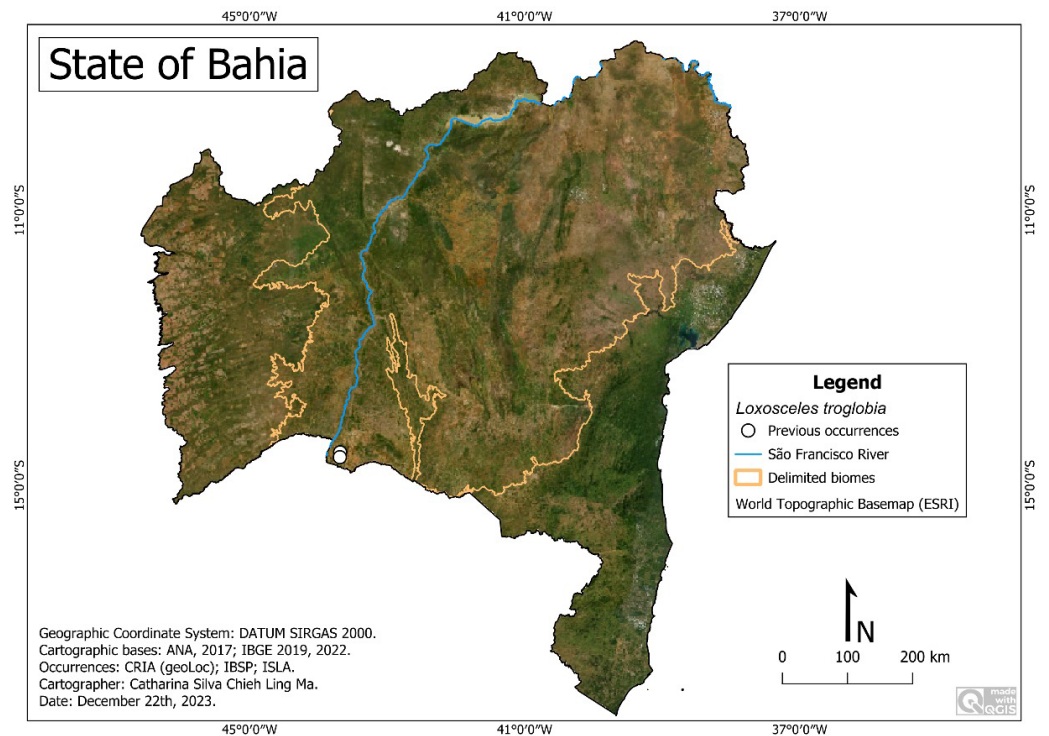 45°0'0"W 41°0'0"W 37°0'0"W
State of Bahia
11°0'0"S
11°0'0"S
15°0'0"S
15°0'0"S
Legend
Loxosceles troglobia
Previous occurrences
São Francisco River
Delimited biomes
World Topographic Basemap (ESRI)
N
0 100 200 km
Geographic Coordinate System: DATUM SIRGAS 2000.
Cartographic bases: ANA, 2017; IBGE 2019, 2022.
Occurrences: CRIA (geoLoc); IBSP; ISLA.
Cartographer: Catharina Silva Chieh Ling Ma.
Date: December 22th, 2023.
made
with
QGIS
45°0'0"W 41°0'0"W 37°0'0"W